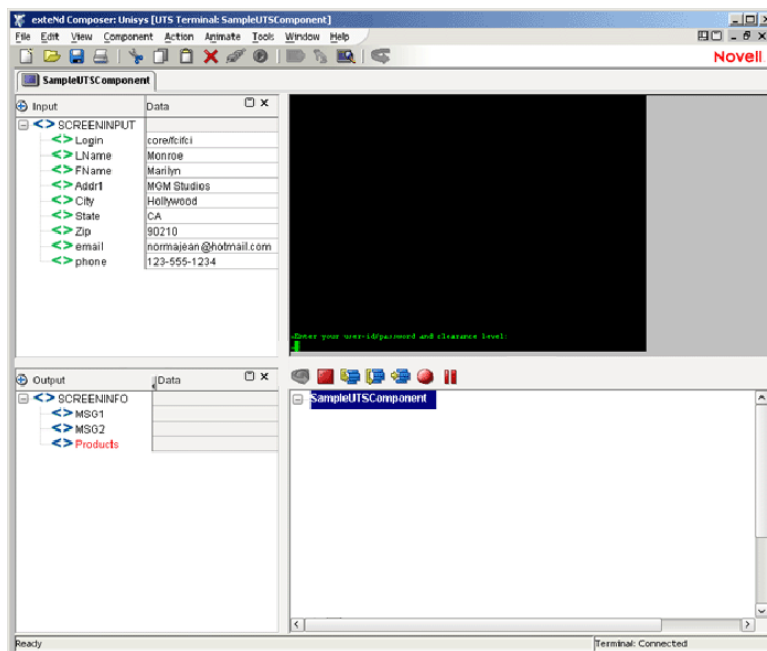 exteNd Composer: Unisys [UTS Terminal: SampleUTSComponent]
File Edit View Component Action Animate Tools Window Help
Novell
SampleUTSComponent
Input Data
SCREENINPUT
Login core/fcifci
LName Monroe
FName Marilyn
Addr1 MGM Studios
City Hollywood
State CA
Zip 90210
email normajean@hotmail.com
phone 123-555-1234
Enter your user-id/password and clearance level:
Output Data
SCREENINFO
MSG1
MSG2
Products
SampleUTSComponent
Ready Terminal: Connected